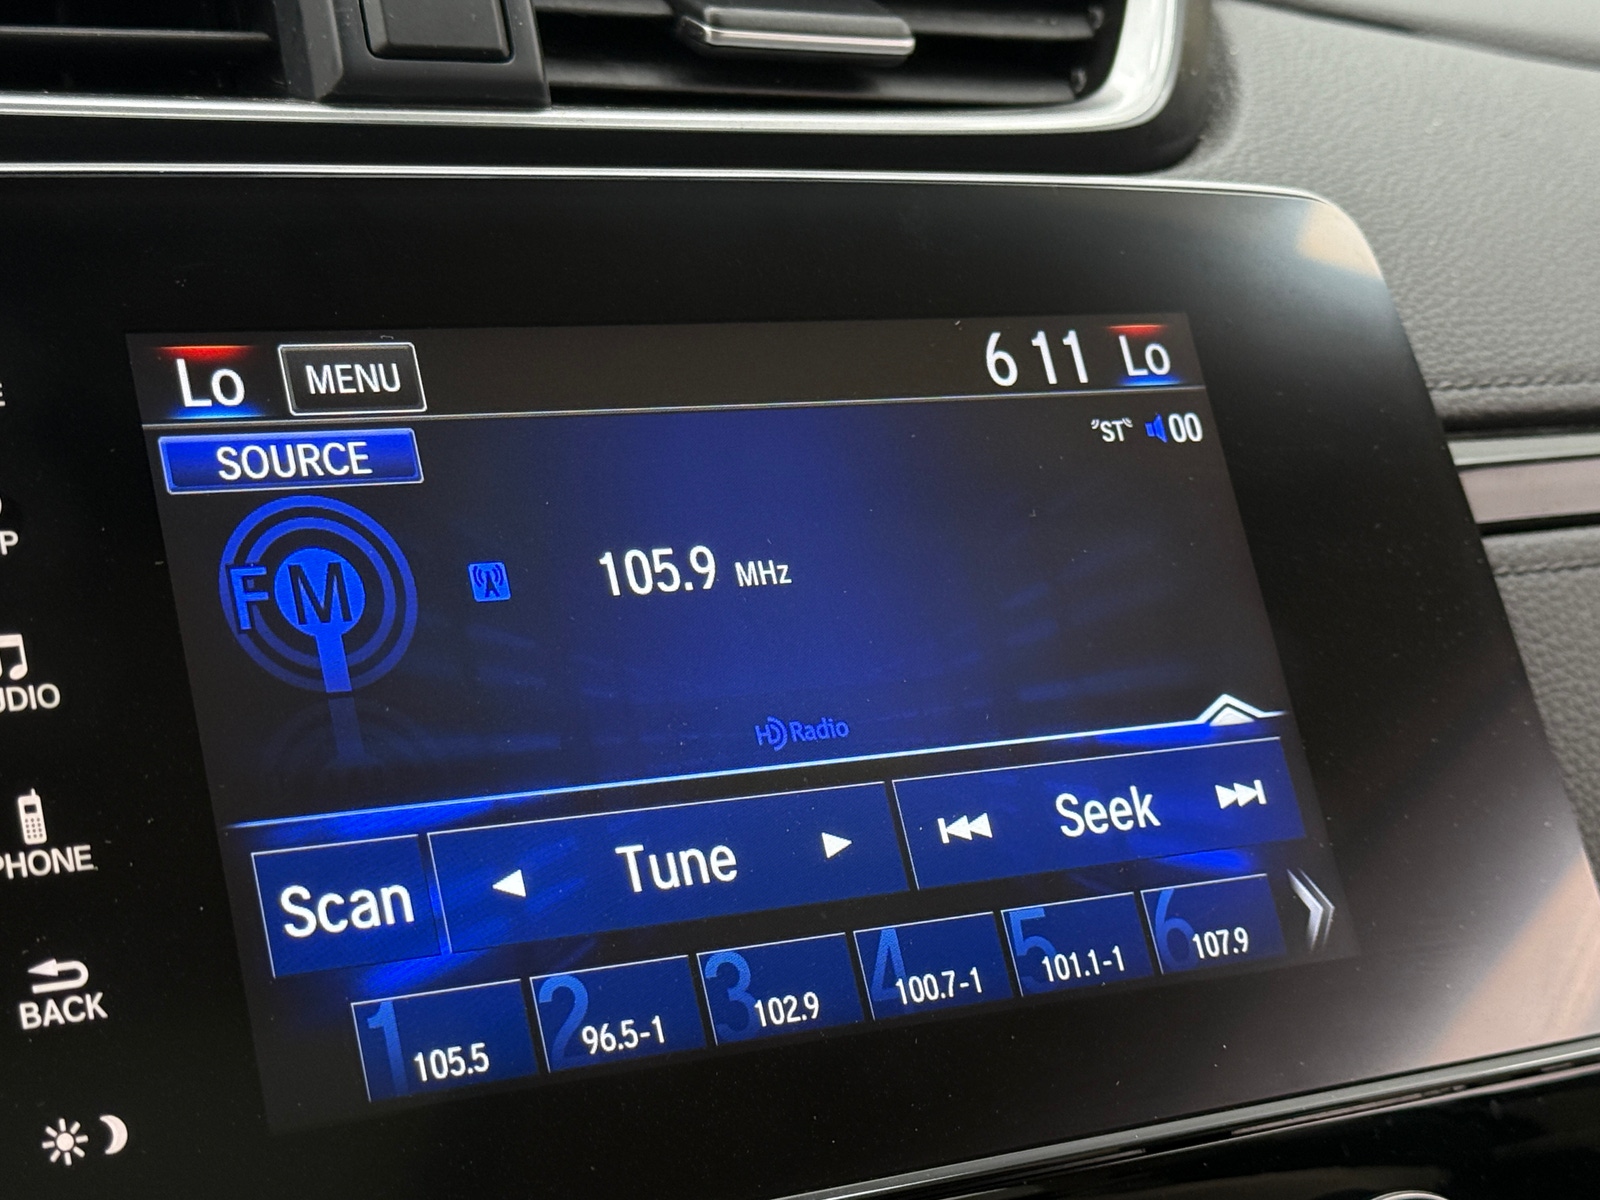 Lo MENU 6 11 Lo
SOURCE "ST" 00
FM 105.9 MHz
HD Radio
Scan Tune Seek
1 105.5 2 96.5-1 3 102.9 4 100.7-1 5 101.1-1 6 107.9
PHONE
BACK